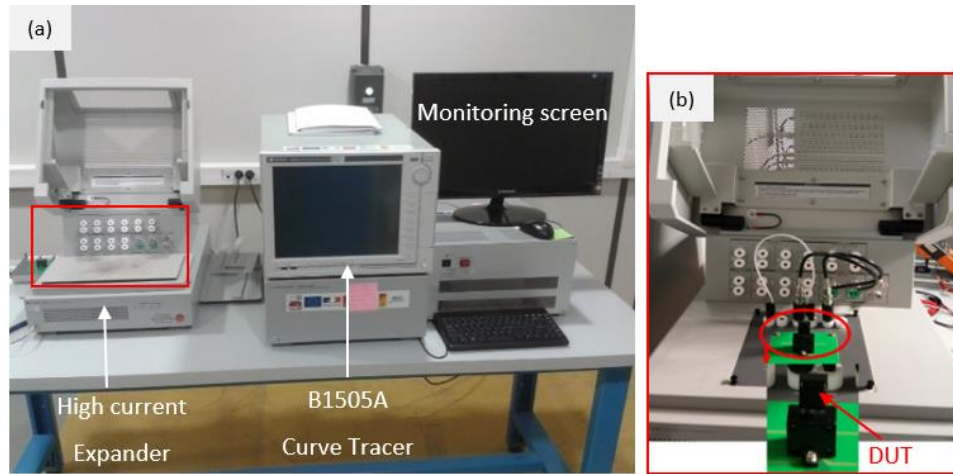 (a)
Monitoring screen
High current
Expander
B1505A
Curve Tracer
(b)
DUT